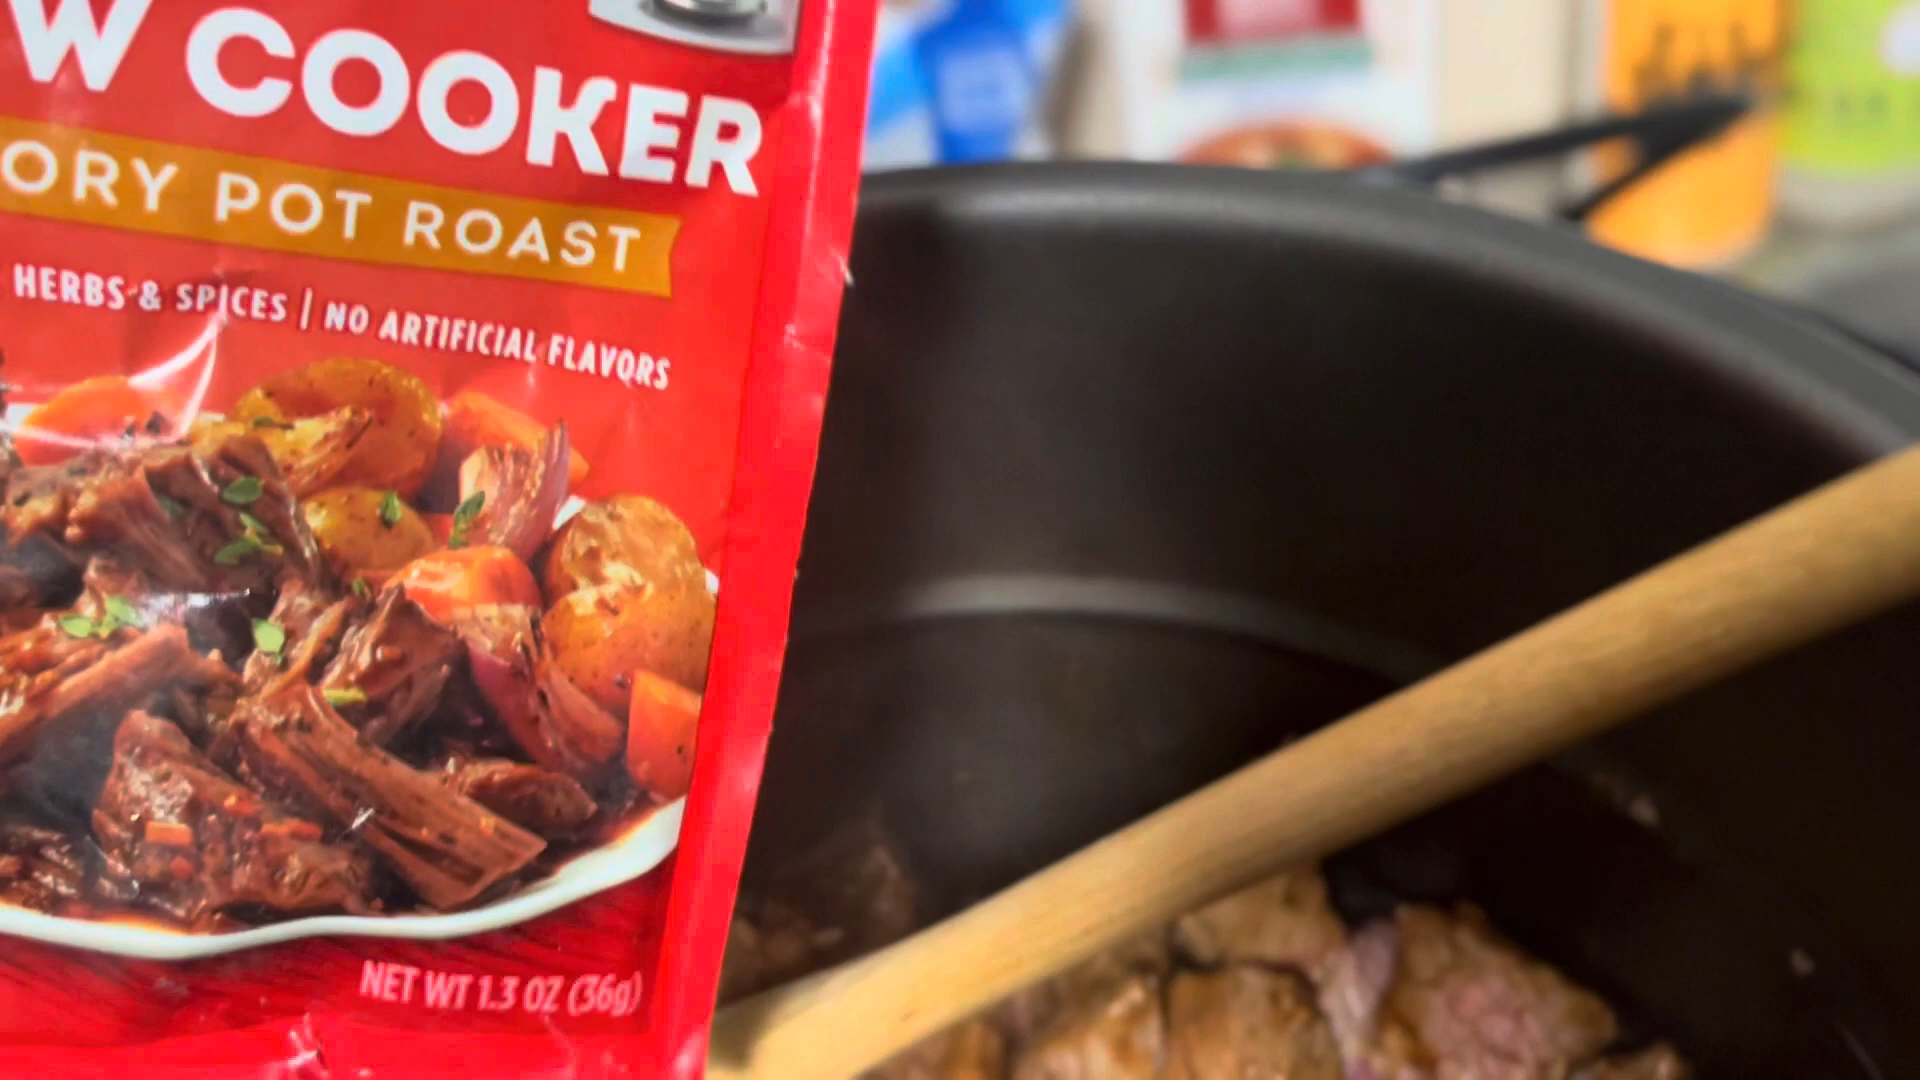 W COOKER
ORY POT ROAST
HERBS & SPICES | NO ARTIFICIAL FLAVORS
NET WT 1.3 OZ (36g)